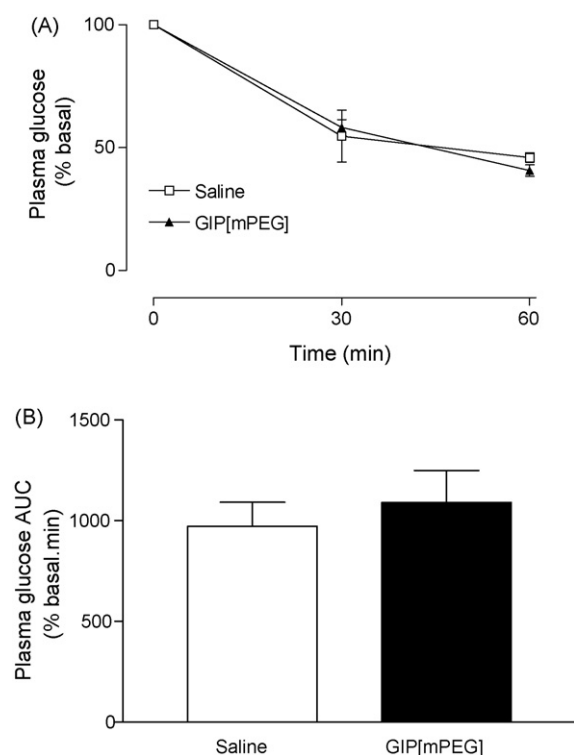 (A)
Plasma glucose
(% basal)
100
50
0
Saline
GIP[mPEG]
0 30 60
Time (min)
(B)
Plasma glucose AUC
(% basal.min)
1500
1000
500
0
Saline GIP[mPEG]